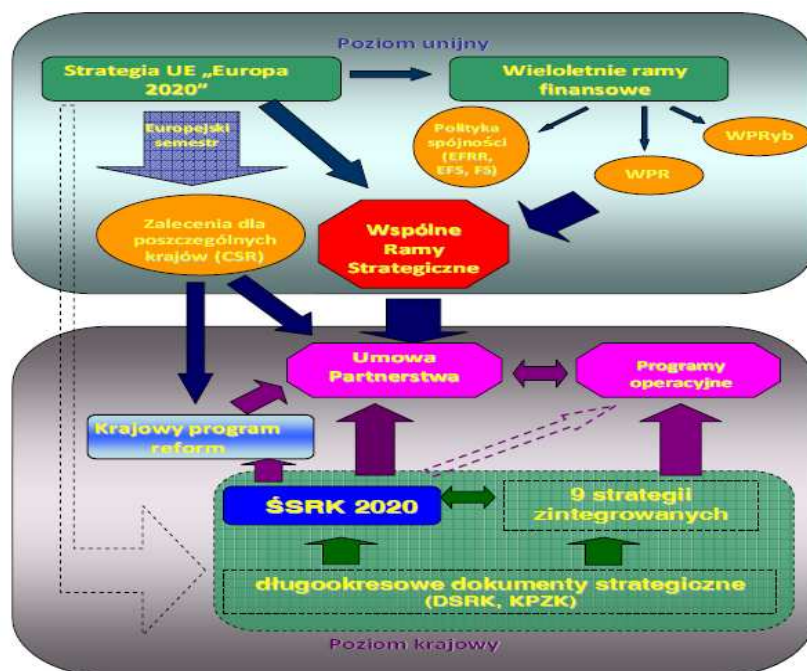 Poziom unijny
Strategia UE „Europa
2020”
Wieloletnie ramy
finansowe
Europejski
semestr
Polityka
spójności
(EFRR,
EFS, FS)
WPR
WPRyb
Zalecenia dla
poszczególnych
krajów (CSR)
Wspólne
Ramy
Strategiczne
Umowa
Partnerstwa
Programy
operacyjne
Krajowy program
reform
ŚSRK 2020
9 strategii
zintegrowanych
długookresowe dokumenty strategiczne
(DSRK, KPZK)
Poziom krajowy